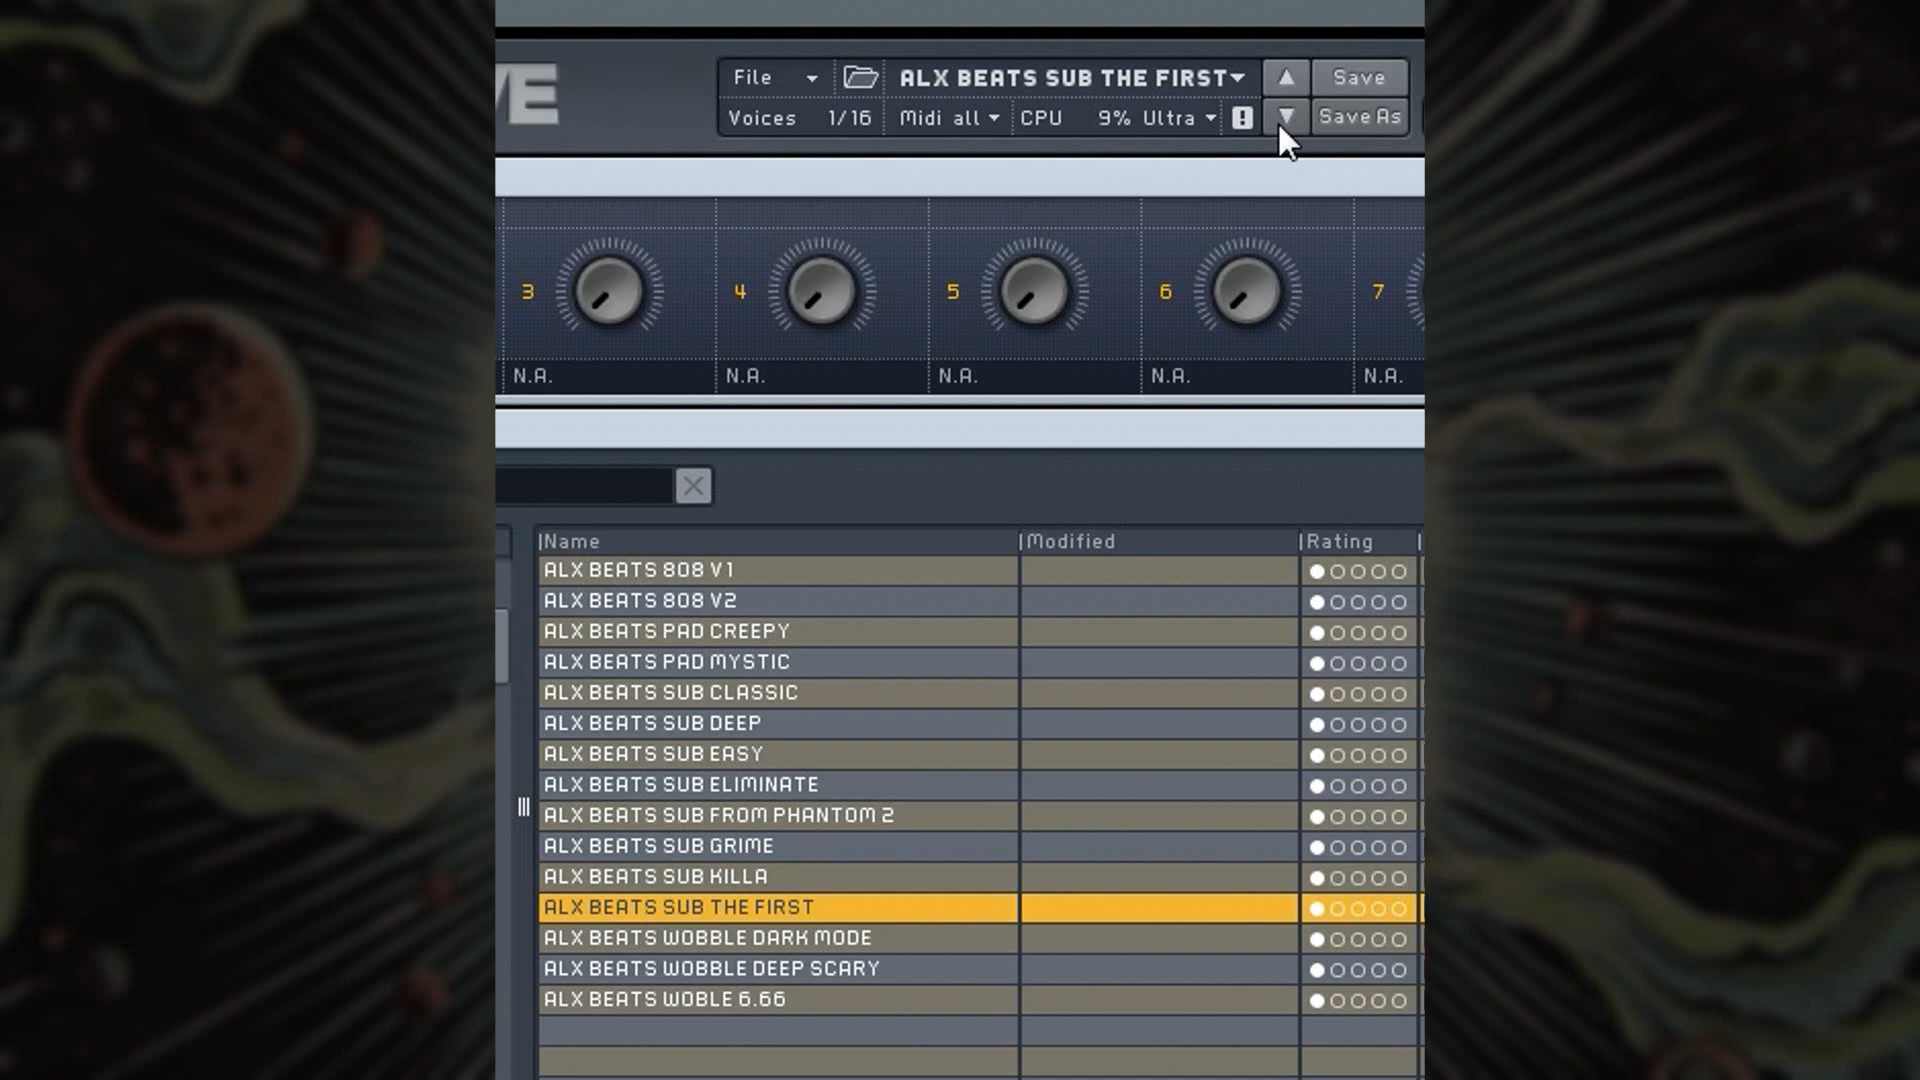 VE
File
ALX BEATS SUB THE FIRST
Save
Voices 1/16
Midi all
CPU 9% Ultra
!
Save As
3
4
5
6
7
N.A.
N.A.
N.A.
N.A.
N.A.
Name Modified Rating
ALX BEATS 808 V1
ALX BEATS 808 V2
ALX BEATS PAD CREEPY
ALX BEATS PAD MYSTIC
ALX BEATS SUB CLASSIC
ALX BEATS SUB DEEP
ALX BEATS SUB EASY
ALX BEATS SUB ELIMINATE
ALX BEATS SUB FROM PHANTOM 2
ALX BEATS SUB GRIME
ALX BEATS SUB KILLA
ALX BEATS SUB THE FIRST
ALX BEATS WOBBLE DARK MODE
ALX BEATS WOBBLE DEEP SCARY
ALX BEATS WOBLE 6.66